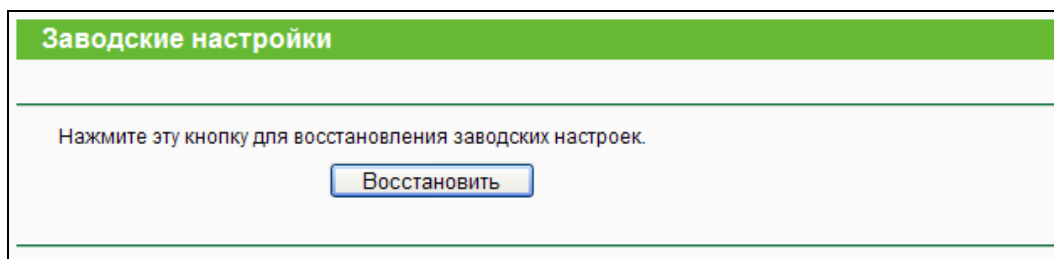 Заводские настройки
Нажмите эту кнопку для восстановления заводских настроек.
Восстановить